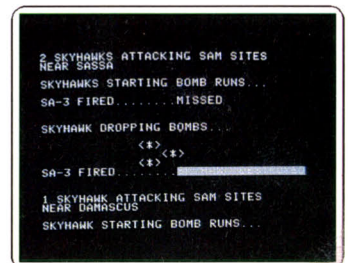 2 SKYHAWKS ATTACKING SAM SITES
NEAR SASSA
SKYHAWKS STARTING BOMB RUNS...
SA-3 FIRED........MISSED
SKYHAWK DROPPING BOMBS...
<*>
<*>
<*>
SA-3 FIRED........
1 SKYHAWK ATTACKING SAM SITES
NEAR DAMASCUS
SKYHAWK STARTING BOMB RUNS...